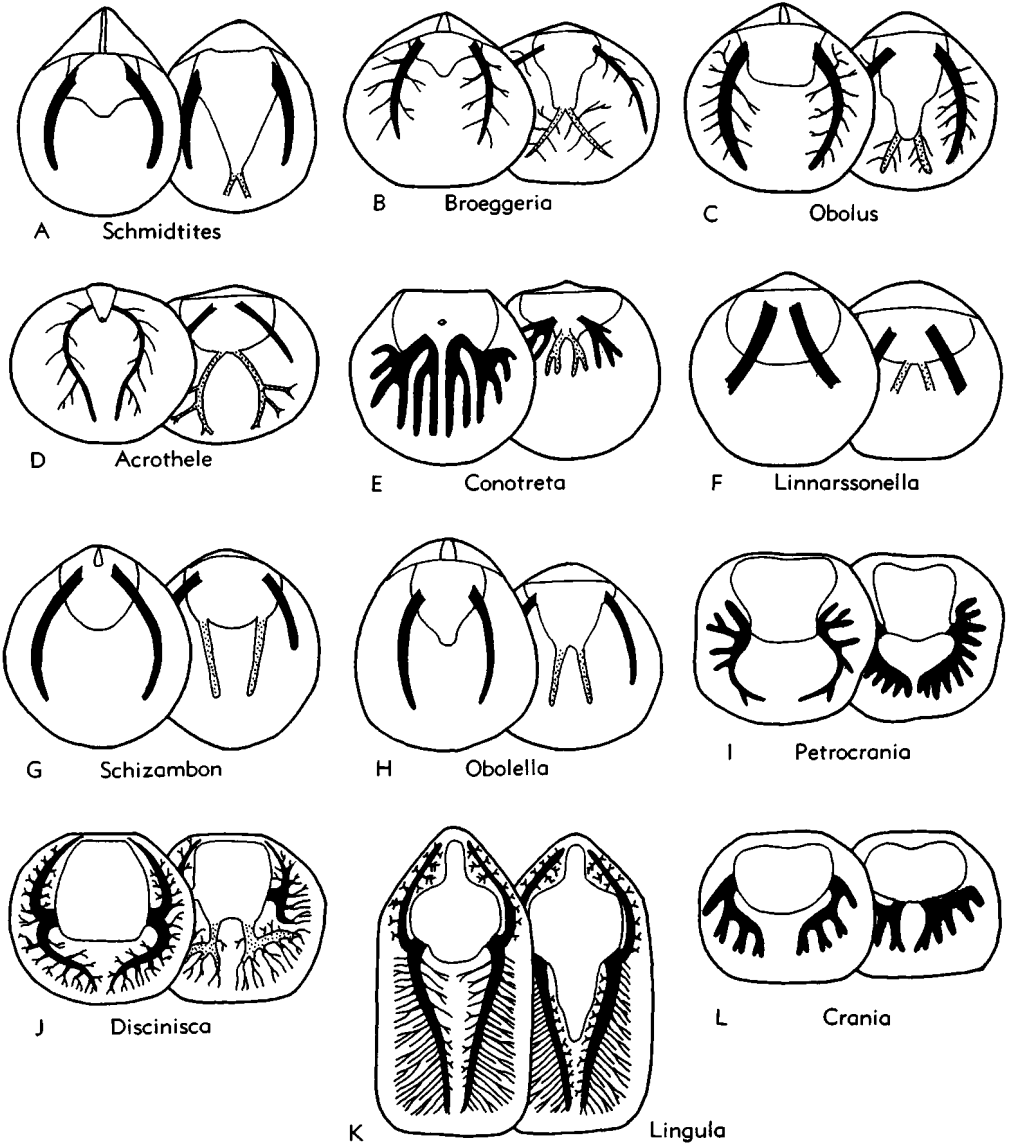 A Schmidtites
B Broeggeria
C Obolus
D Acrothele
E Conotreta
F Linnarssonella
G Schizambon
H Obolella
I Petrocrania
J Discinisca
K Lingula
L Crania